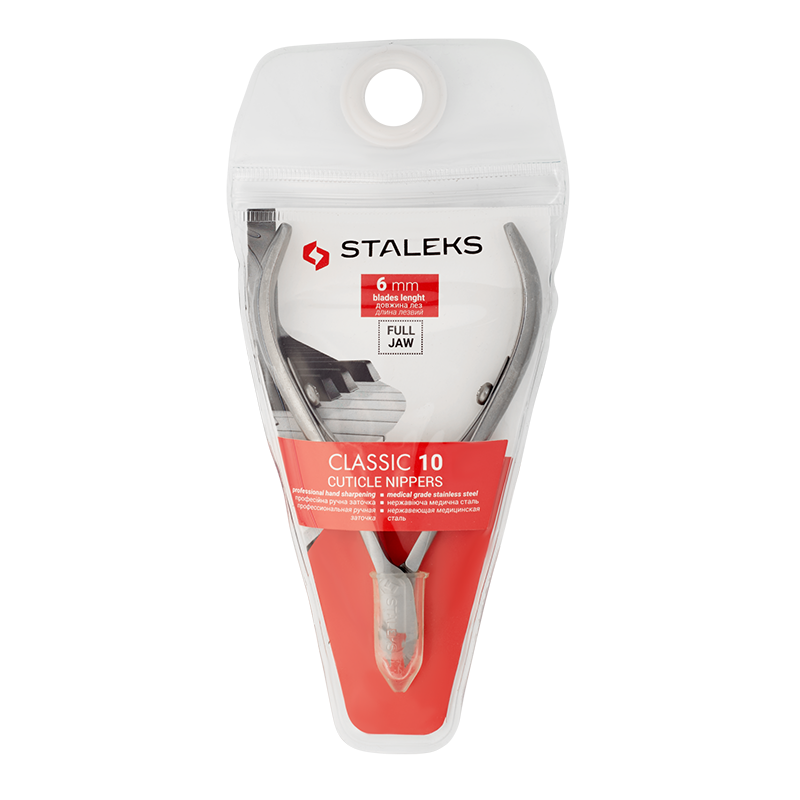 STALEKS
6 mm
blades lenght
довжина лез
длина лезвий
FULL
JAW
CLASSIC 10
CUTICLE NIPPERS
professional hand sharpening ■ medical grade stainless steel
професійна ручна заточка ■ нержавіюча медична сталь
профессиональная ручная ■ нержавеющая медицинская
заточка сталь